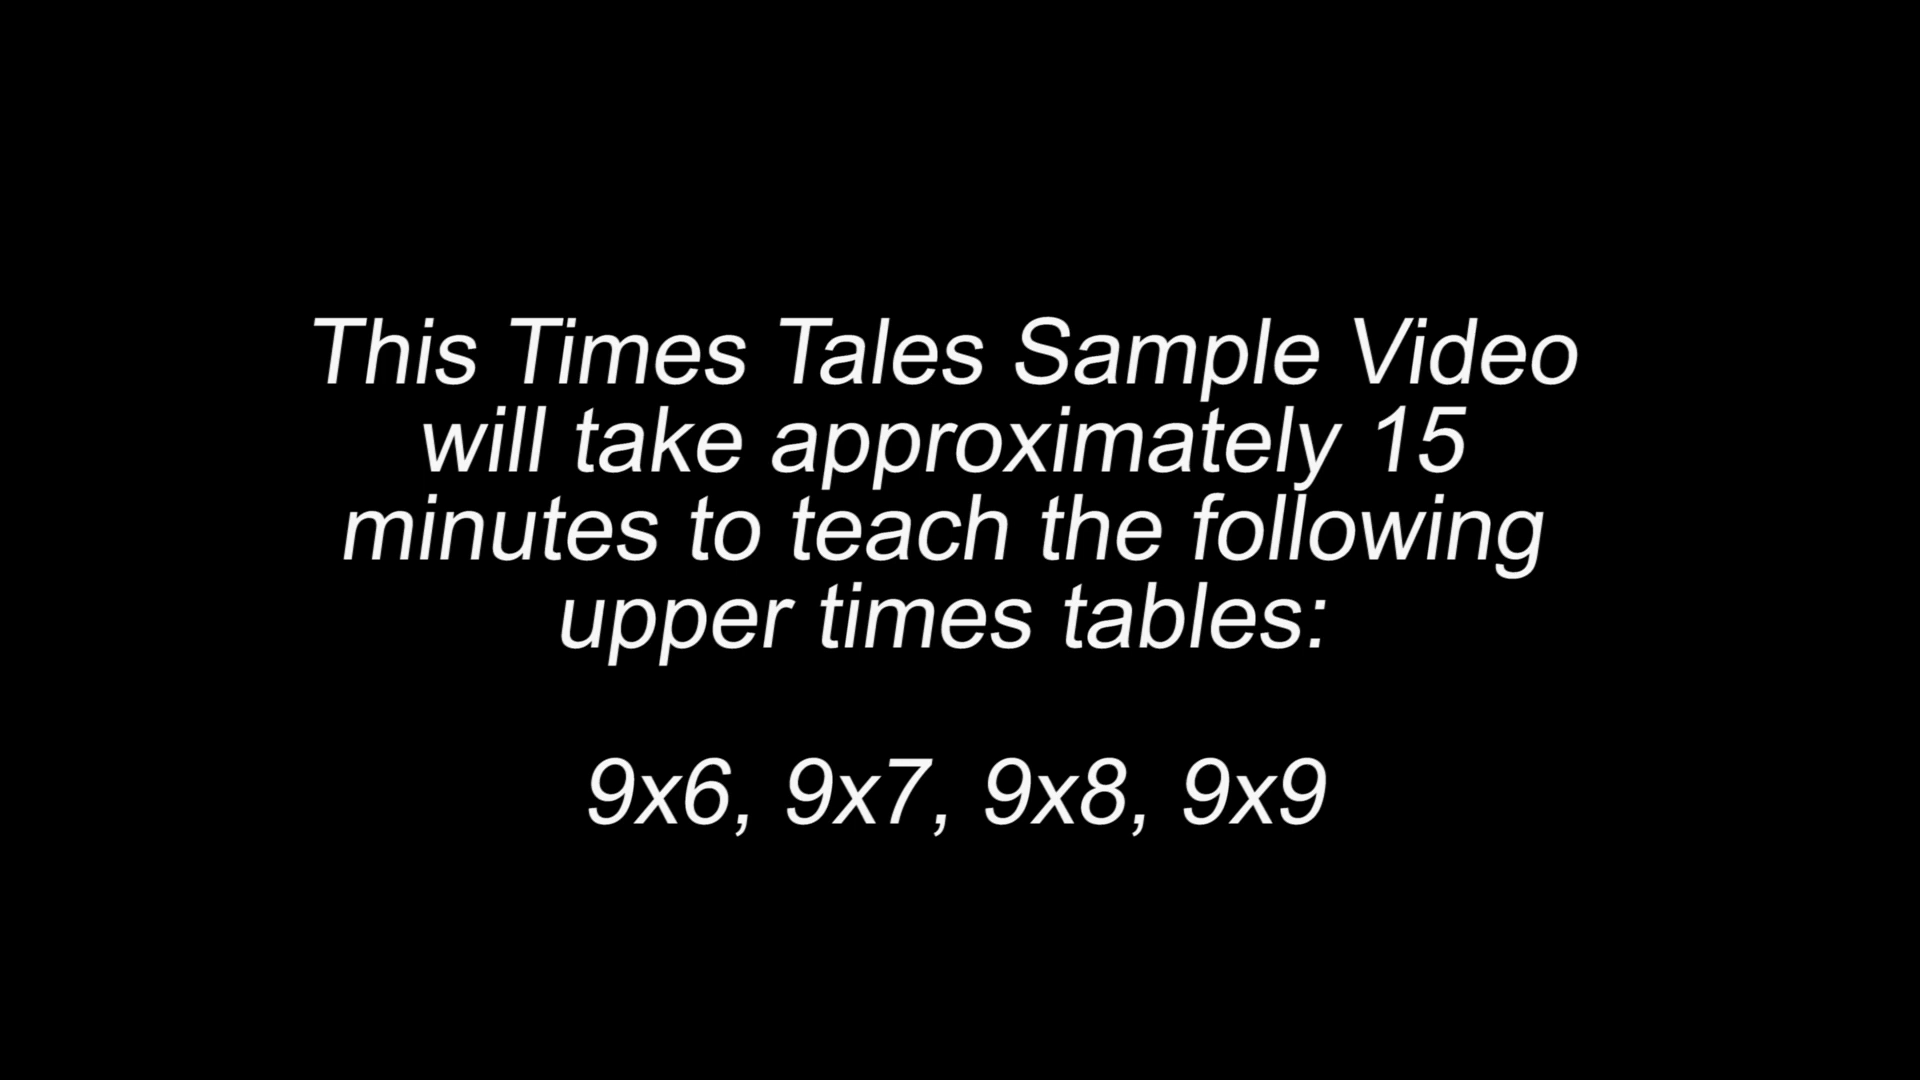 This Times Tales Sample Video
will take approximately 15
minutes to teach the following
upper times tables:
9x6, 9x7, 9x8, 9x9